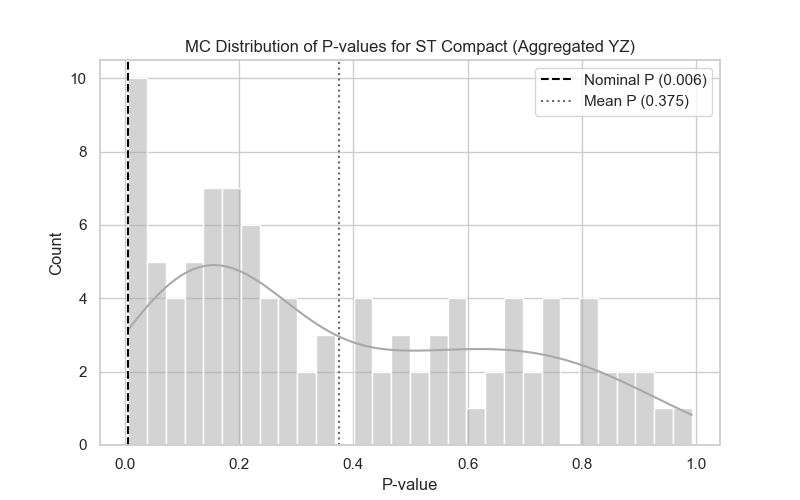 MC Distribution of P-values for ST Compact (Aggregated YZ)
Nominal P (0.006)
Mean P (0.375)
10
8
6
4
2
0
Count
0.0 0.2 0.4 0.6 0.8 1.0
P-value